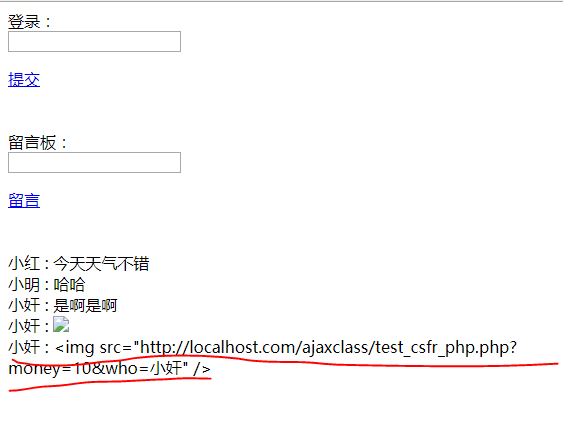 登录：
提交
留言板：
留言
小红 : 今天天气不错
小明 : 哈哈
小奸 : 是啊是啊
小奸 :
小奸 : <img src="http://localhost.com/ajaxclass/test_csfr_php.php?
money=10&who=小奸" />